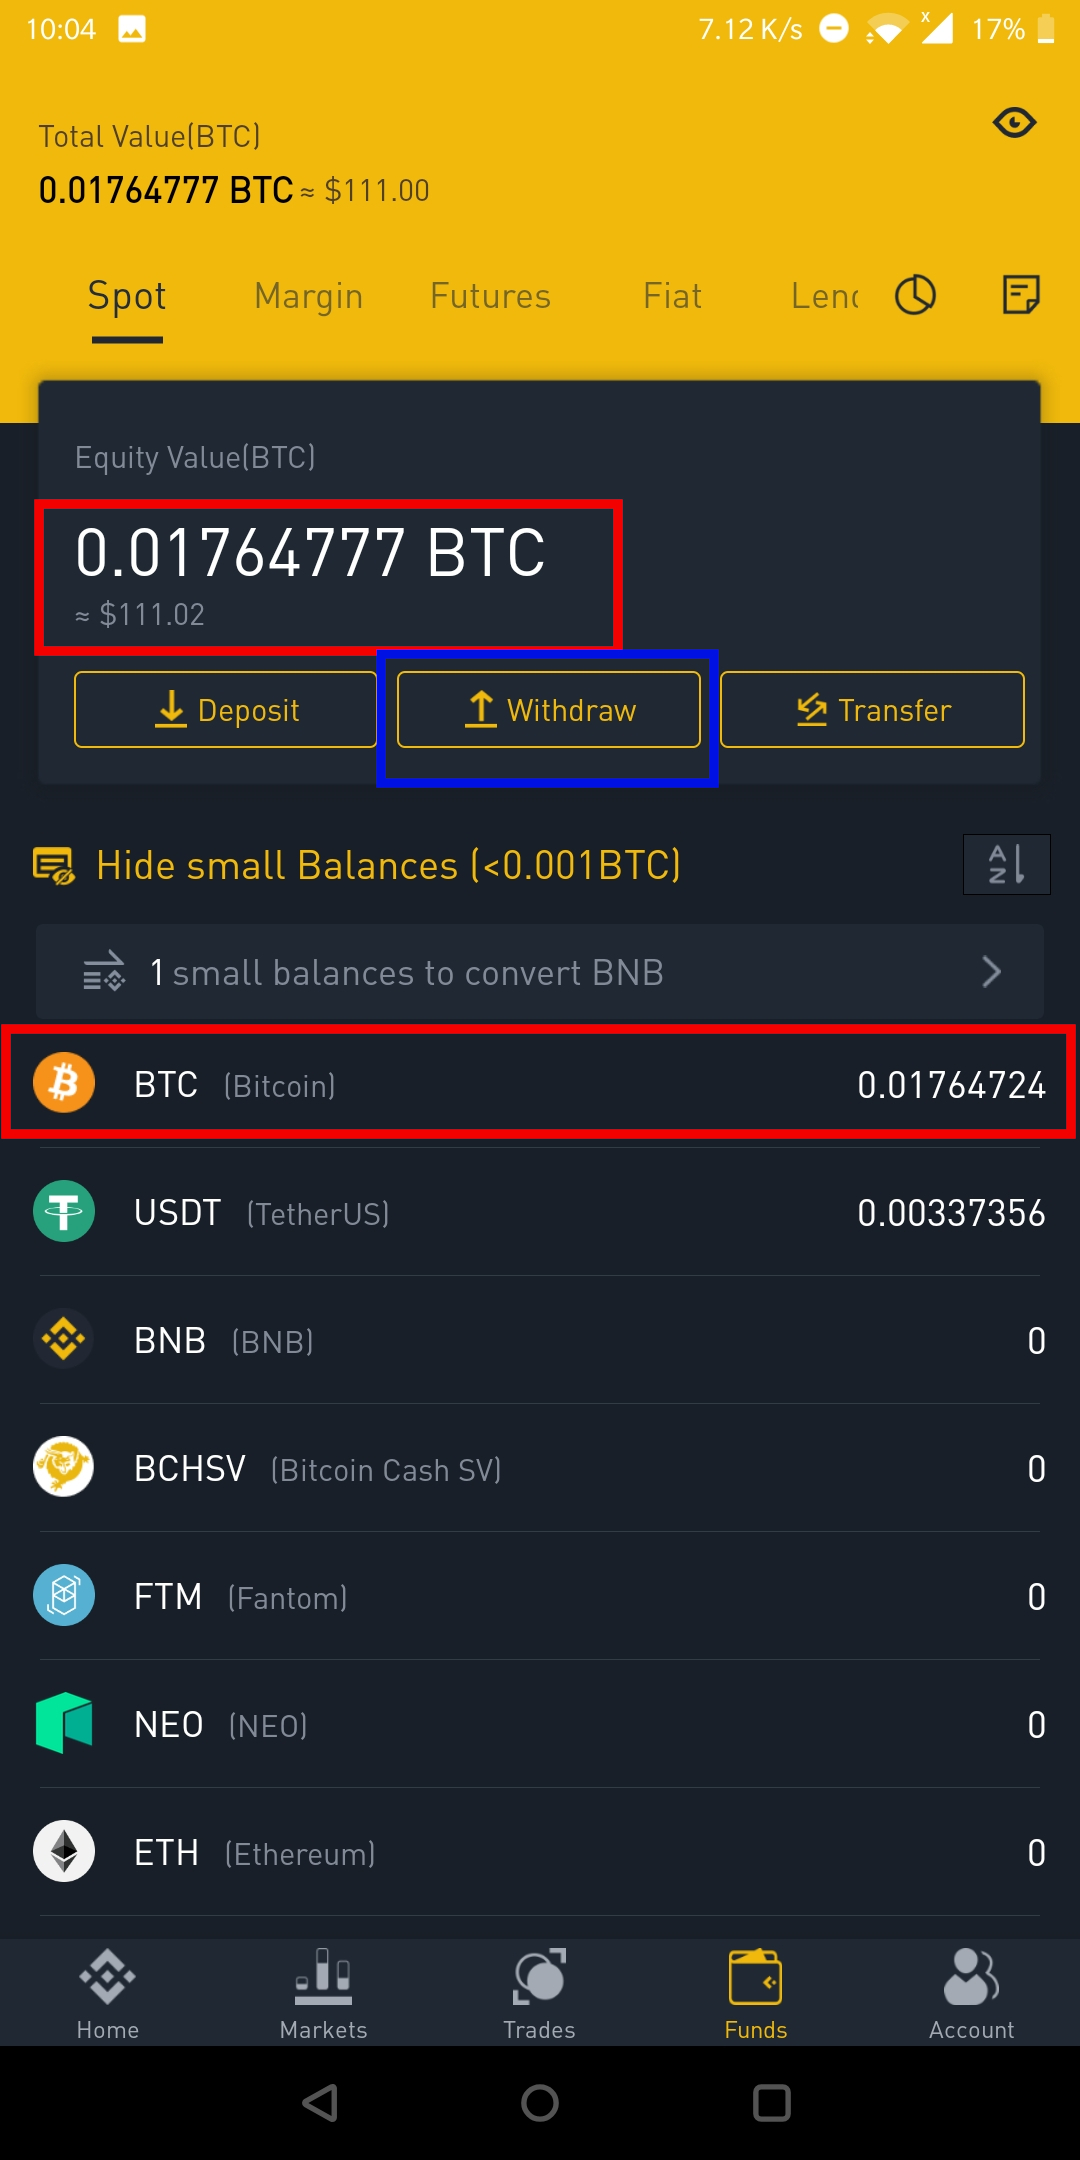 10:04 7.12 K/s x 17%
Total Value(BTC)
0.01764777 BTC ≈ $111.00
Spot Margin Futures Fiat Lend
Equity Value(BTC)
0.01764777 BTC
≈ $111.02
Deposit Withdraw Transfer
Hide small Balances (<0.001BTC)
A
Z
1 small balances to convert BNB
BTC (Bitcoin) 0.01764724
USDT (TetherUS) 0.00337356
BNB (BNB) 0
BCHSV (Bitcoin Cash SV) 0
FTM (Fantom) 0
NEO (NEO) 0
ETH (Ethereum) 0
Home Markets Trades Funds Account